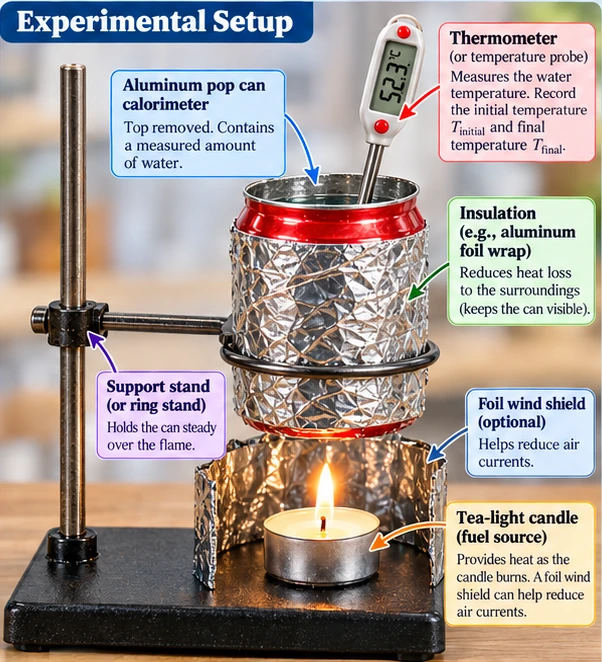 Experimental Setup
Aluminum pop can
calorimeter
Top removed. Contains
a measured amount
of water.
52.3°C
Thermometer
(or temperature probe)
Measures the water
temperature. Record
the initial temperature
Tinitial and final
temperature Tfinal.
Insulation
(e.g., aluminum
foil wrap)
Reduces heat loss
to the surroundings
(keeps the can visible).
Support stand
(or ring stand)
Holds the can steady
over the flame.
Foil wind shield
(optional)
Helps reduce air
currents.
Tea-light candle
(fuel source)
Provides heat as the
candle burns. A foil wind
shield can help reduce
air currents.